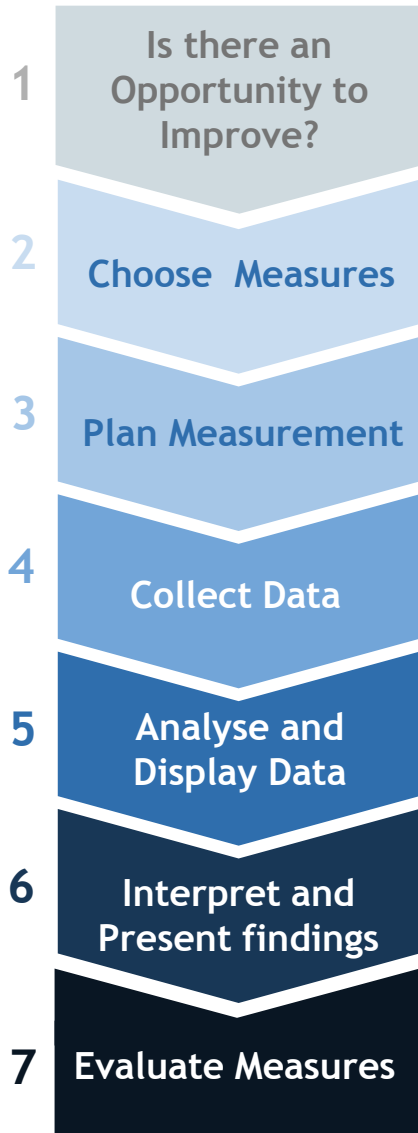 1
Is there an
Opportunity to
Improve?
2
Choose Measures
3
Plan Measurement
4
Collect Data
5
Analyse and
Display Data
6
Interpret and
Present findings
7
Evaluate Measures